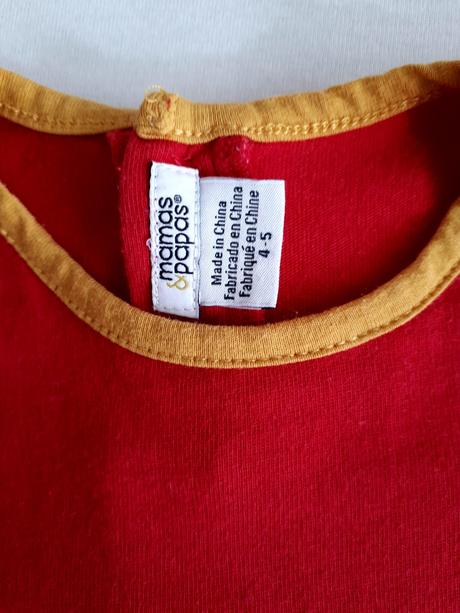 mamas
&papas®
Made in China
Fabricado en China
Fabriqué en Chine
4-5